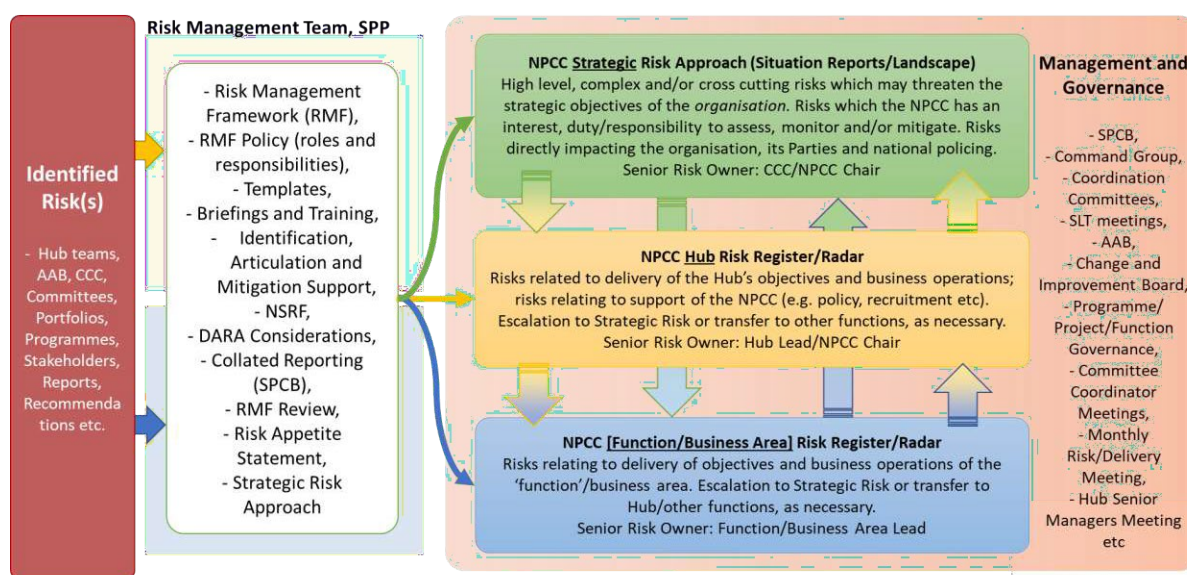 Identified
Risk(s)
- Hub teams,
AAB, CCC,
Committees,
Portfolios,
Programmes,
Stakeholders,
Reports,
Recommenda
tions etc.
Risk Management Team, SPP
- Risk Management
Framework (RMF),
- RMF Policy (roles and
responsibilities),
- Templates,
- Briefings and Training,
- Identification,
Articulation and
Mitigation Support,
- NSRF,
- DARA Considerations,
- Collated Reporting
(SPCB),
- RMF Review,
- Risk Appetite
Statement,
- Strategic Risk
Approach
NPCC Strategic Risk Approach (Situation Reports/Landscape)
High level, complex and/or cross cutting risks which may threaten the
strategic objectives of the organisation. Risks which the NPCC has an
interest, duty/responsibility to assess, monitor and/or mitigate. Risks
directly impacting the organisation, its Parties and national policing.
Senior Risk Owner: CCC/NPCC Chair
NPCC Hub Risk Register/Radar
Risks related to delivery of the Hub's objectives and business operations;
risks relating to support of the NPCC (e.g. policy, recruitment etc).
Escalation to Strategic Risk or transfer to other functions, as necessary.
Senior Risk Owner: Hub Lead/NPCC Chair
NPCC [Function/Business Area] Risk Register/Radar
Risks relating to delivery of objectives and business operations of the
'function'/business area. Escalation to Strategic Risk or transfer to
Hub/other functions, as necessary.
Senior Risk Owner: Function/Business Area Lead
Management and
Governance
- SPCB,
- Command Group,
- Coordination
Committees,
- SLT meetings,
- AAB,
- Change and
Improvement Board,
- Programme/
Project/Function
Governance,
- Committee
Coordinator
Meetings,
- Monthly
Risk/Delivery
Meeting,
- Hub Senior
Managers Meeting
etc